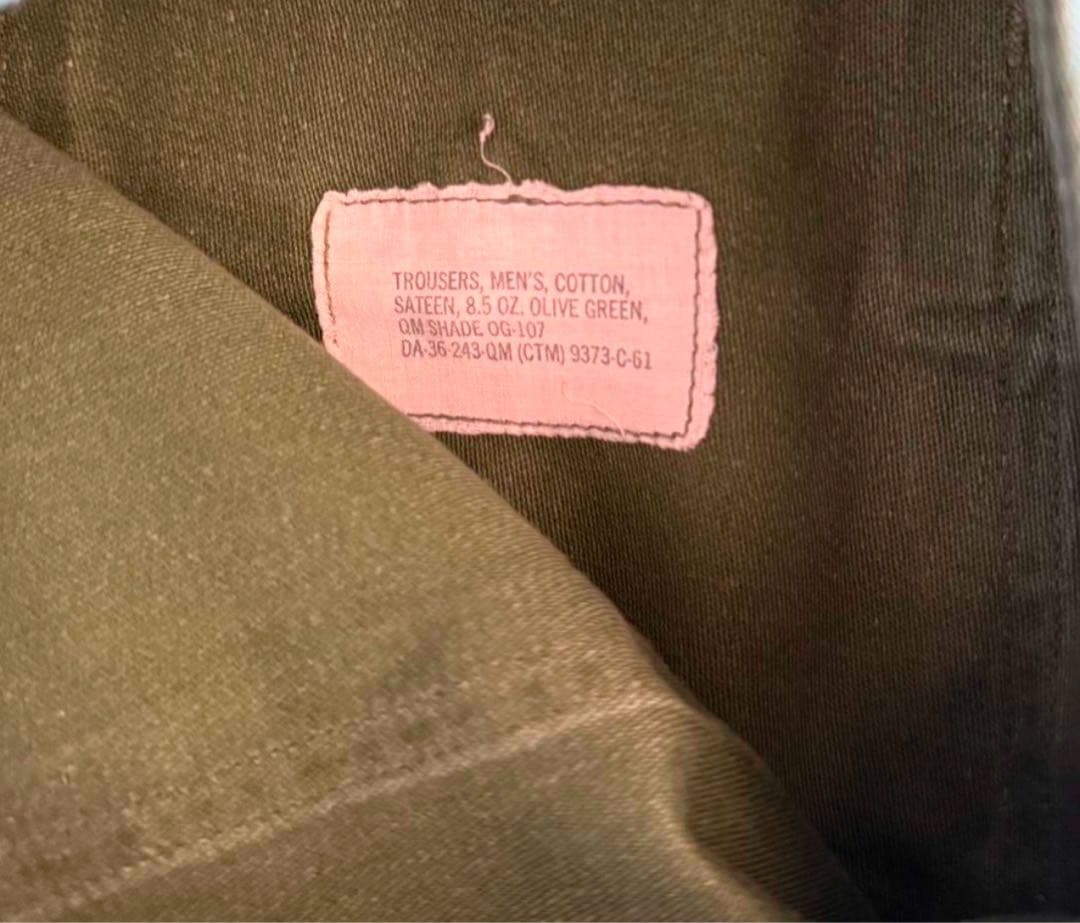 TROUSERS, MEN'S, COTTON,
SATEEN, 8.5 OZ. OLIVE GREEN,
QM SHADE OG-107
DA-36-243-QM (CTM) 9373-C-61